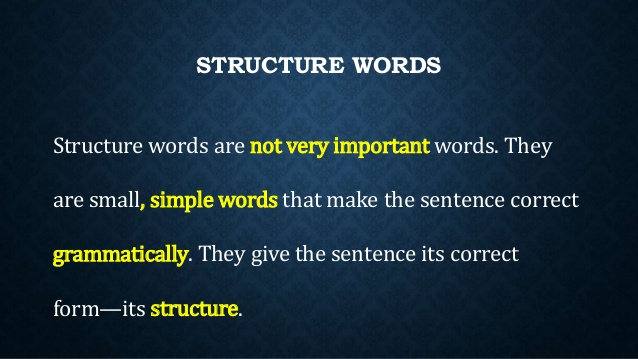 STRUCTURE WORDS
Structure words are not very important words. They
are small, simple words that make the sentence correct
grammatically. They give the sentence its correct
form—its structure.